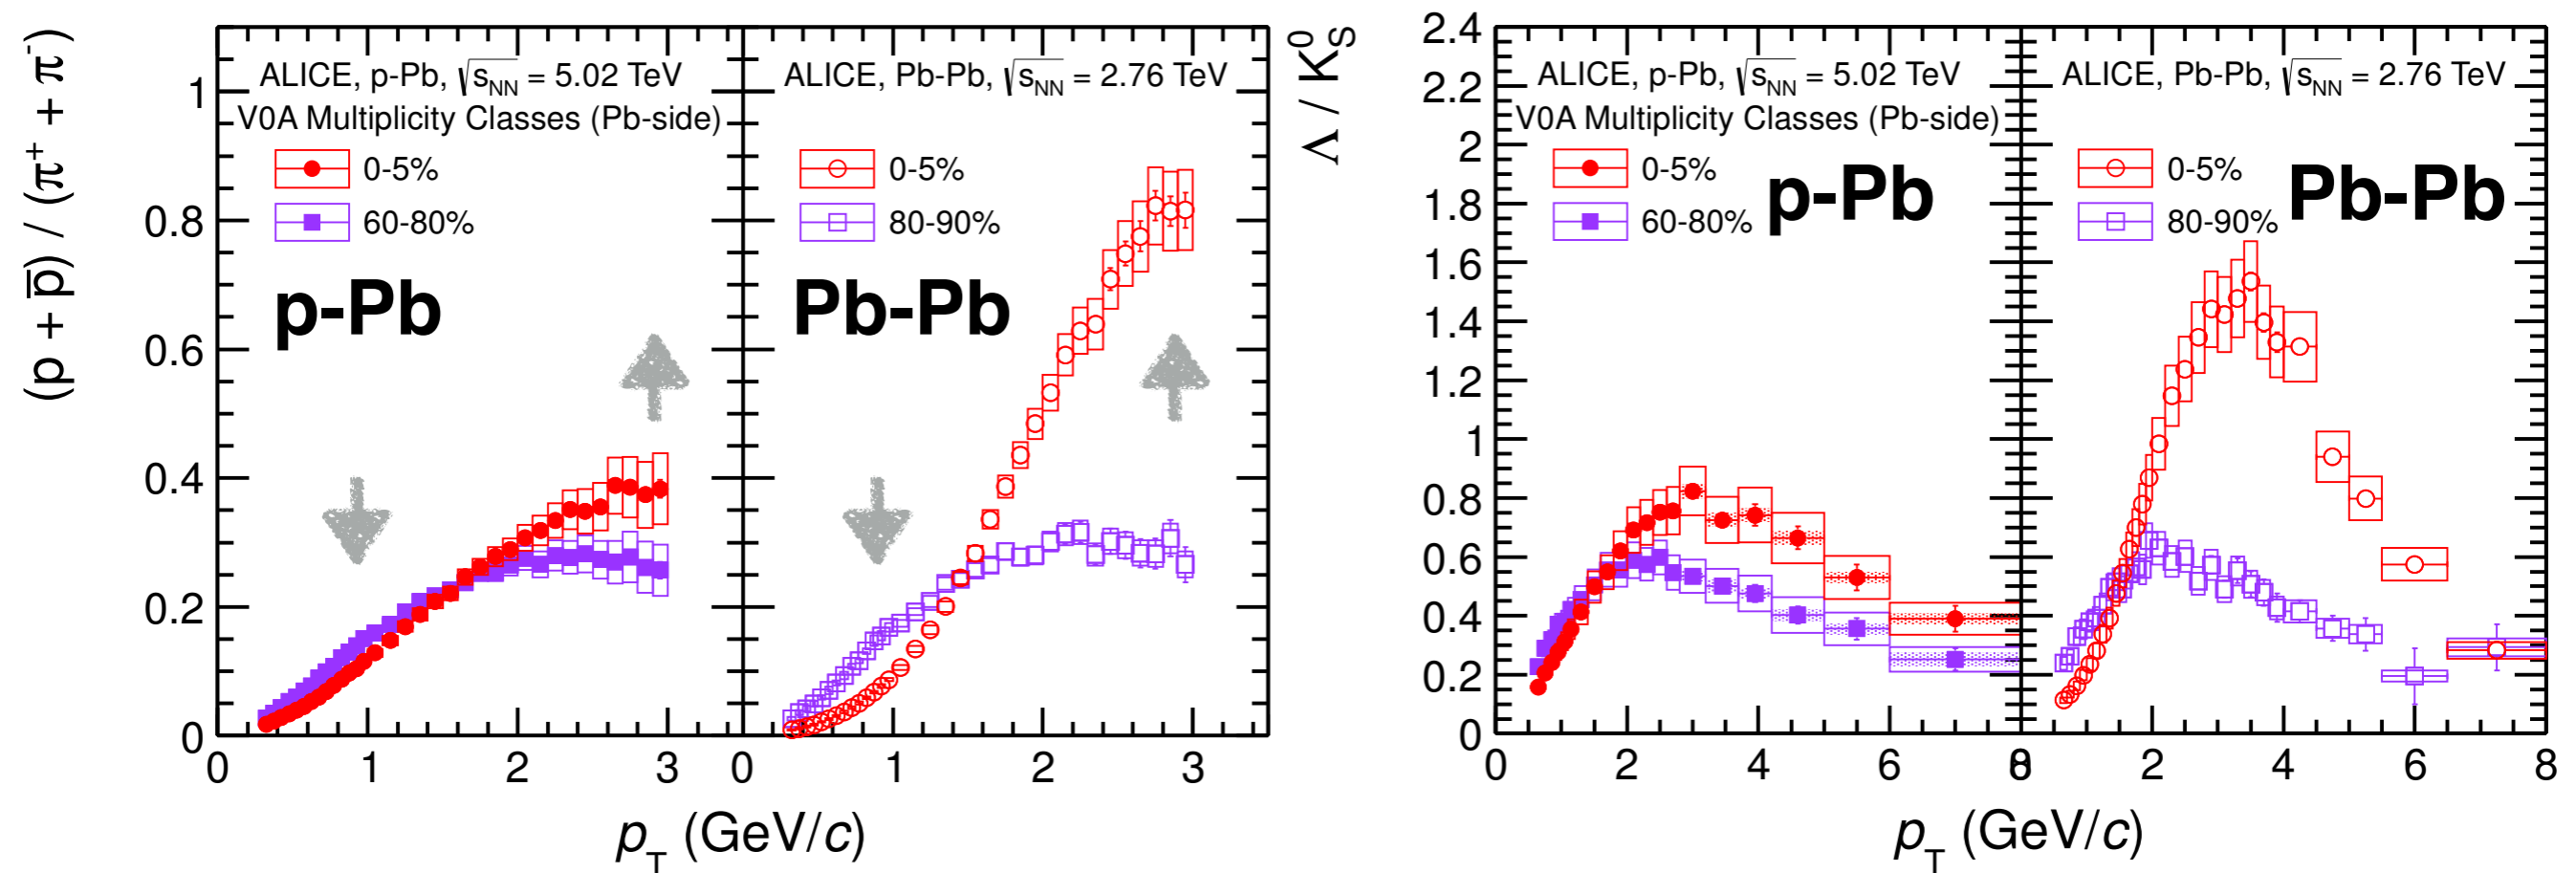 (p + p̅) / (π⁺ + π⁻)
ALICE, p-Pb, √sNN = 5.02 TeV
V0A Multiplicity Classes (Pb-side)
0-5%
60-80%
p-Pb
1
0.8
0.6
0.4
0.2
0
0 1 2 3
ALICE, Pb-Pb, √sNN = 2.76 TeV
0-5%
80-90%
Pb-Pb
0 1 2 3
pT (GeV/c)
Λ / K⁰S
ALICE, p-Pb, √sNN = 5.02 TeV
V0A Multiplicity Classes (Pb-side)
0-5%
60-80%
p-Pb
2.4
2.2
2
1.8
1.6
1.4
1.2
1
0.8
0.6
0.4
0.2
0
0 2 4 6 8
ALICE, Pb-Pb, √sNN = 2.76 TeV
0-5%
80-90%
Pb-Pb
0 2 4 6 8
pT (GeV/c)